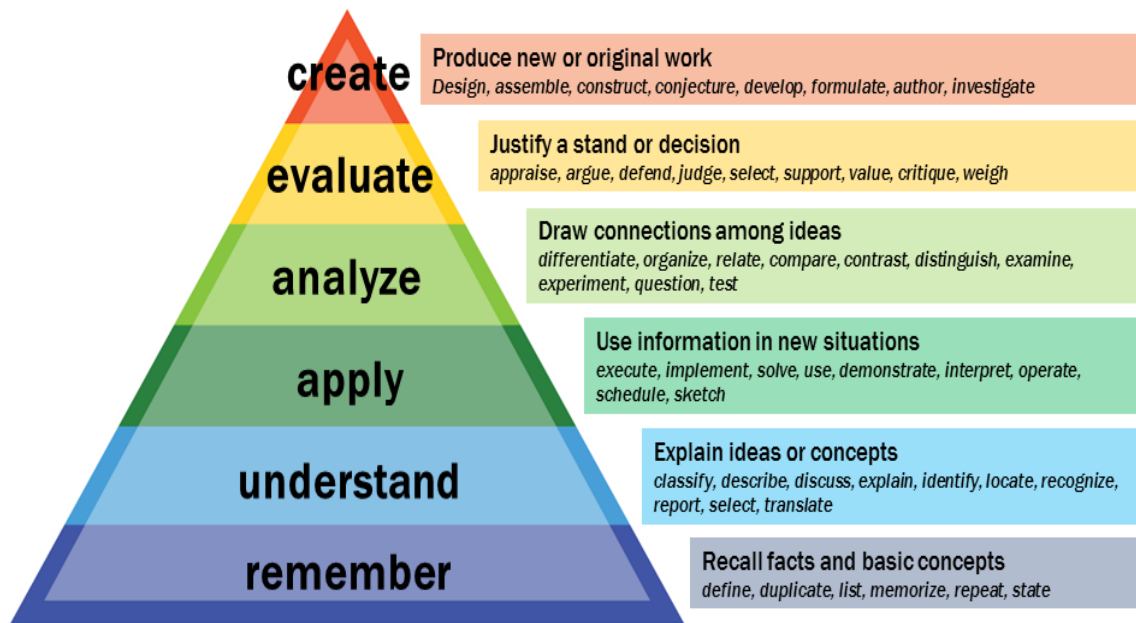 create
Produce new or original work
Design, assemble, construct, conjecture, develop, formulate, author, investigate
evaluate
Justify a stand or decision
appraise, argue, defend, judge, select, support, value, critique, weigh
analyze
Draw connections among ideas
differentiate, organize, relate, compare, contrast, distinguish, examine,
experiment, question, test
apply
Use information in new situations
execute, implement, solve, use, demonstrate, interpret, operate,
schedule, sketch
understand
Explain ideas or concepts
classify, describe, discuss, explain, identify, locate, recognize,
report, select, translate
remember
Recall facts and basic concepts
define, duplicate, list, memorize, repeat, state